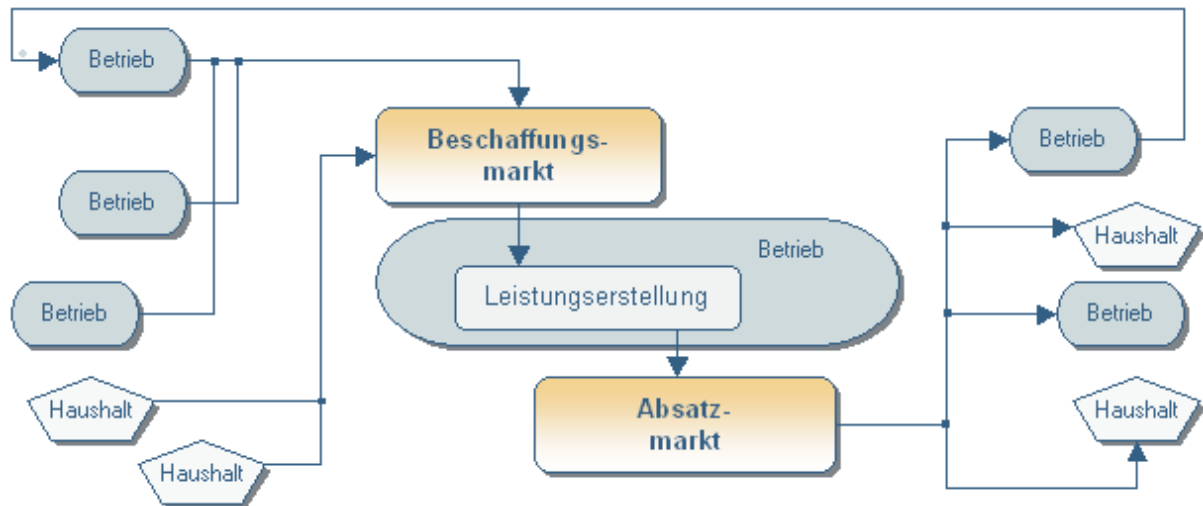 Betrieb
Beschaffungs-
markt
Betrieb
Betrieb
Haushalt
Haushalt
Betrieb
Leistungserstellung
Absatz-
markt
Betrieb
Haushalt
Betrieb
Haushalt